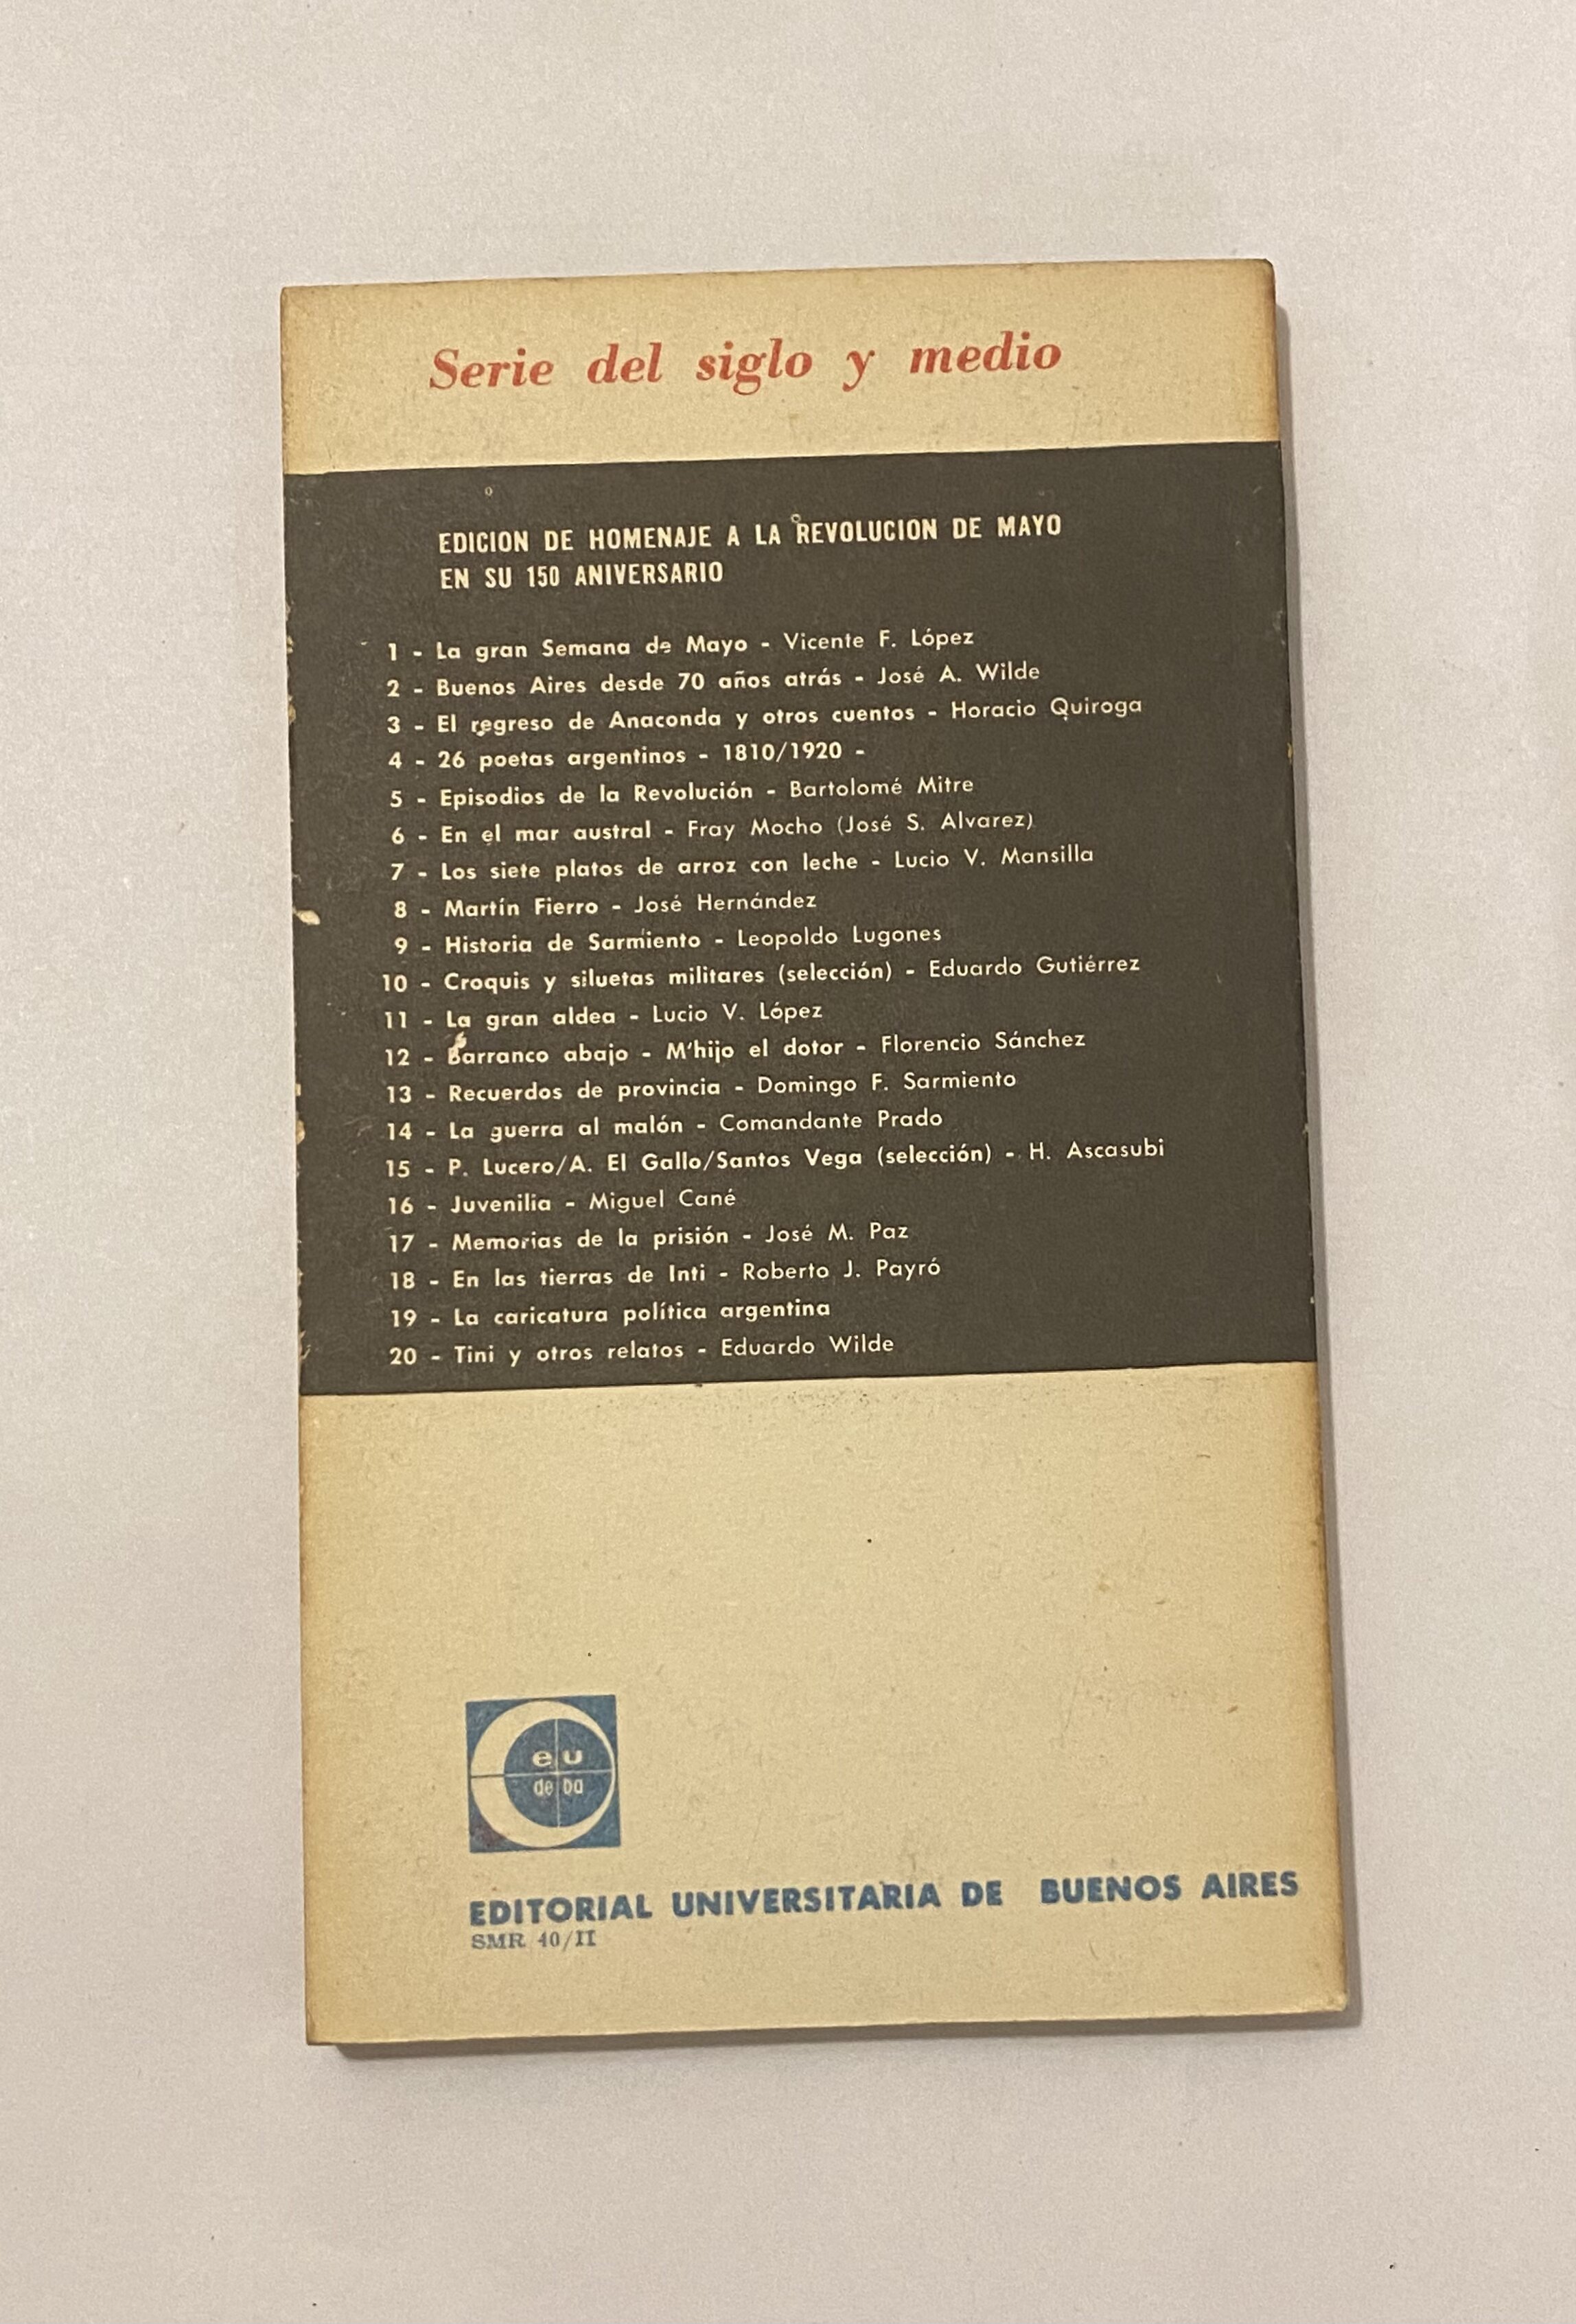 Serie del siglo y medio
EDICION DE HOMENAJE A LA REVOLUCION DE MAYO
EN SU 150 ANIVERSARIO
1 - La gran Semana de Mayo - Vicente F. López
2 - Buenos Aires desde 70 años atrás - José A. Wilde
3 - El regreso de Anaconda y otros cuentos - Horacio Quiroga
4 - 26 poetas argentinos - 1810/1920 -
5 - Episodios de la Revolución - Bartolomé Mitre
6 - En el mar austral - Fray Mocho (José S. Alvarez)
7 - Los siete platos de arroz con leche - Lucio V. Mansilla
8 - Martín Fierro - José Hernández
9 - Historia de Sarmiento - Leopoldo Lugones
10 - Croquis y siluetas militares (selección) - Eduardo Gutiérrez
11 - La gran aldea - Lucio V. López
12 - Barranco abajo - M'hijo el dotor - Florencio Sánchez
13 - Recuerdos de provincia - Domingo F. Sarmiento
14 - La guerra al malón - Comandante Prado
15 - P. Lucero/A. El Gallo/Santos Vega (selección) - H. Ascasubi
16 - Juvenilia - Miguel Cané
17 - Memorias de la prisión - José M. Paz
18 - En las tierras de Inti - Roberto J. Payró
19 - La caricatura política argentina
20 - Tini y otros relatos - Eduardo Wilde
eu
de ba
EDITORIAL UNIVERSITARIA DE BUENOS AIRES
SMR 40/II